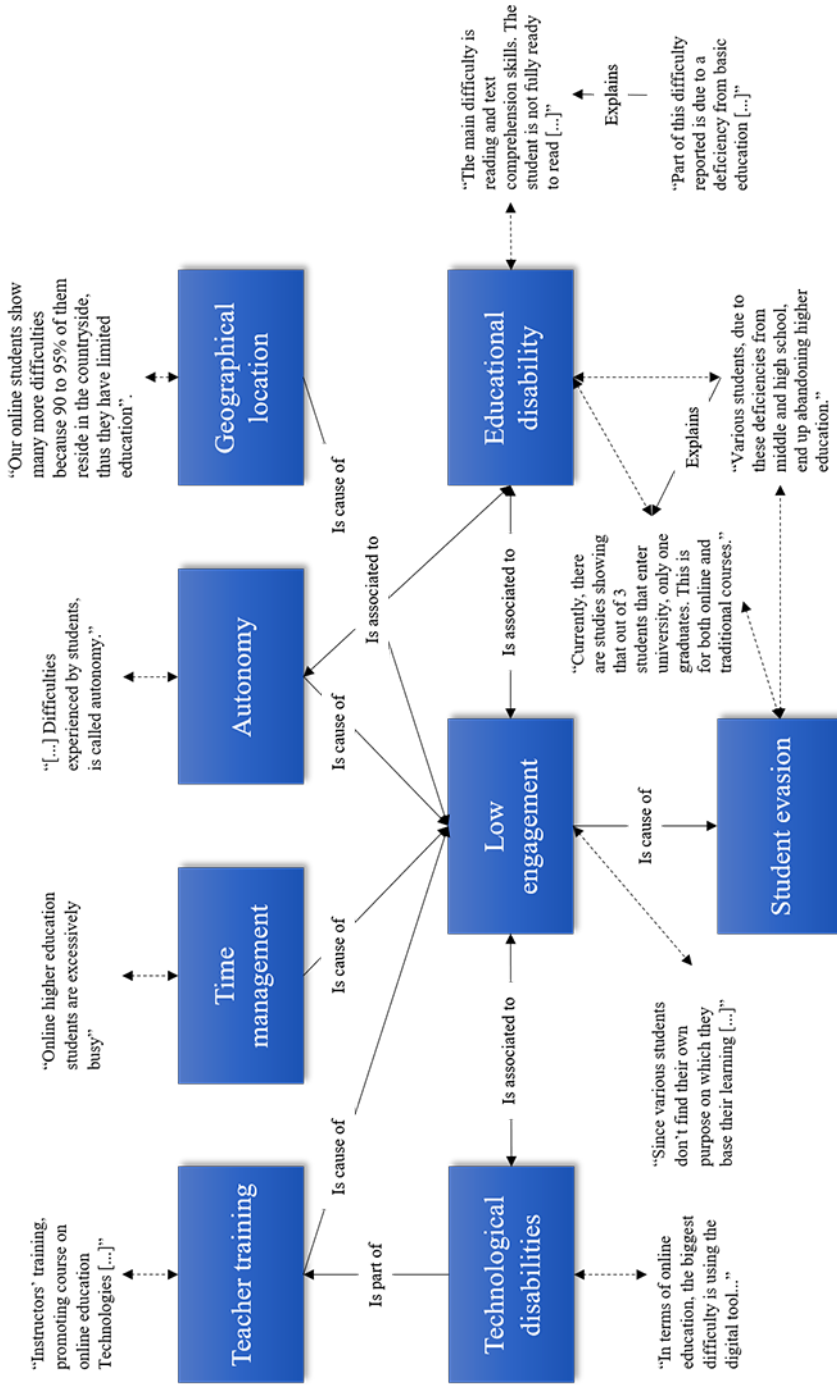 “Instructors’ training,
promoting course on
online education
Technologies [...]”
“Online higher education
students are excessively
busy”
“[...] Difficulties
experienced by students,
is called autonomy.”
“Our online students show
many more difficulties
because 90 to 95% of them
reside in the countryside,
thus they have limited
education”.
Teacher training
Time
management
Autonomy
Geographical
location
Is part of
Is cause of
Is cause of
Is cause of
Is associated to
Is cause of
Technological
disabilities
Is associated to
Low
engagement
Is associated to
Educational
disability
“The main difficulty is
reading and text
comprehension skills. The
student is not fully ready
to read [...]”
Explains
“Part of this difficulty
reported is due to a
deficiency from basic
education [...]”
“In terms of online
education, the biggest
difficulty is using the
digital tool...”
“Since various students
don’t find their own
purpose on which they
base their learning [...]”
Is cause of
“Currently, there
are studies showing
that out of 3
students that enter
university, only one
graduates. This is
for both online and
traditional courses.”
Explains
“Various students, due to
these deficiencies from
middle and high school,
end up abandoning higher
education.”
Student evasion